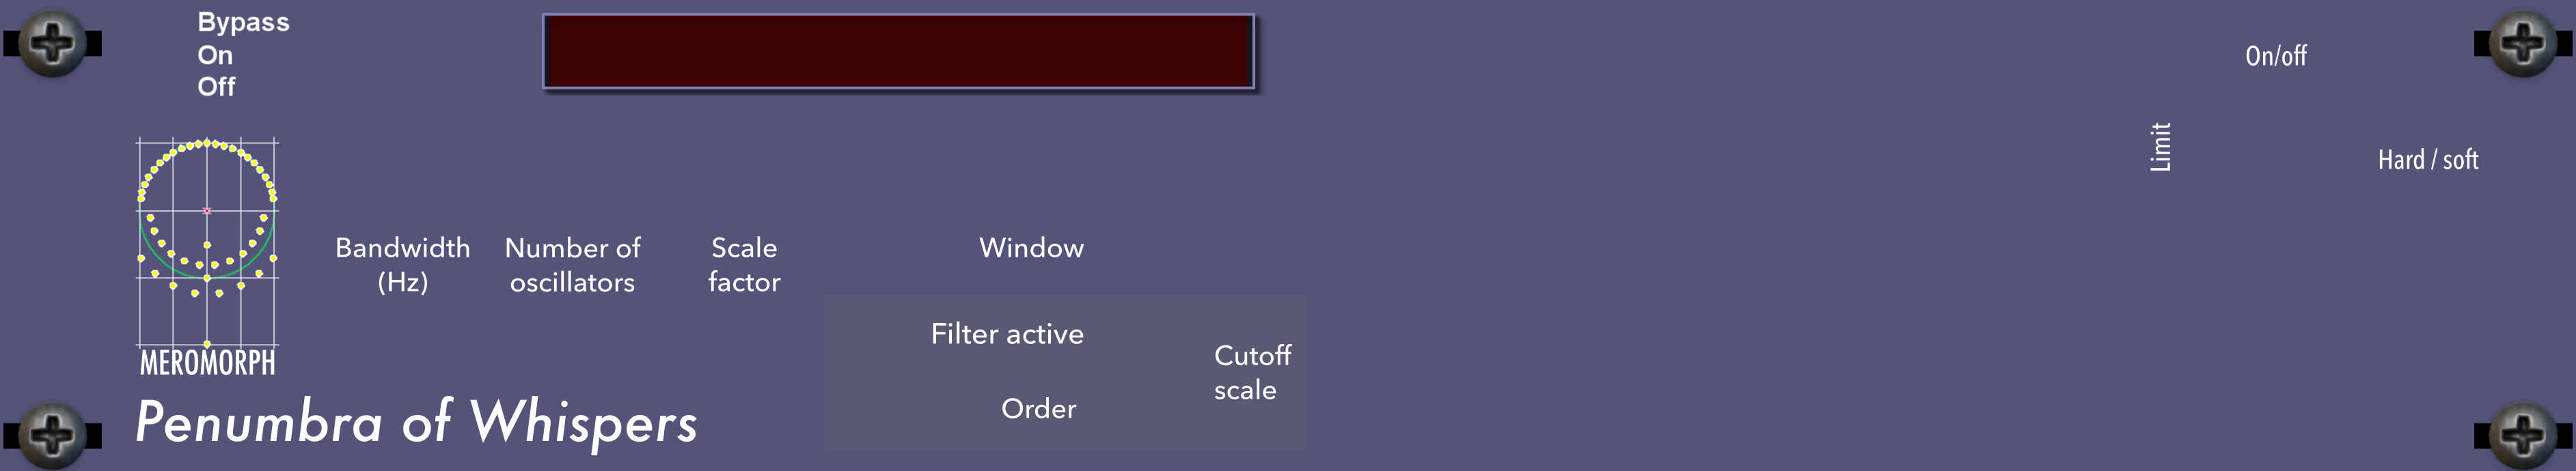 Bypass
On
Off
On/off
Limit
Hard / soft
Bandwidth
(Hz)
Number of
oscillators
Scale
factor
Window
Filter active
Cutoff
scale
Order
MEROMORPH
Penumbra of Whispers